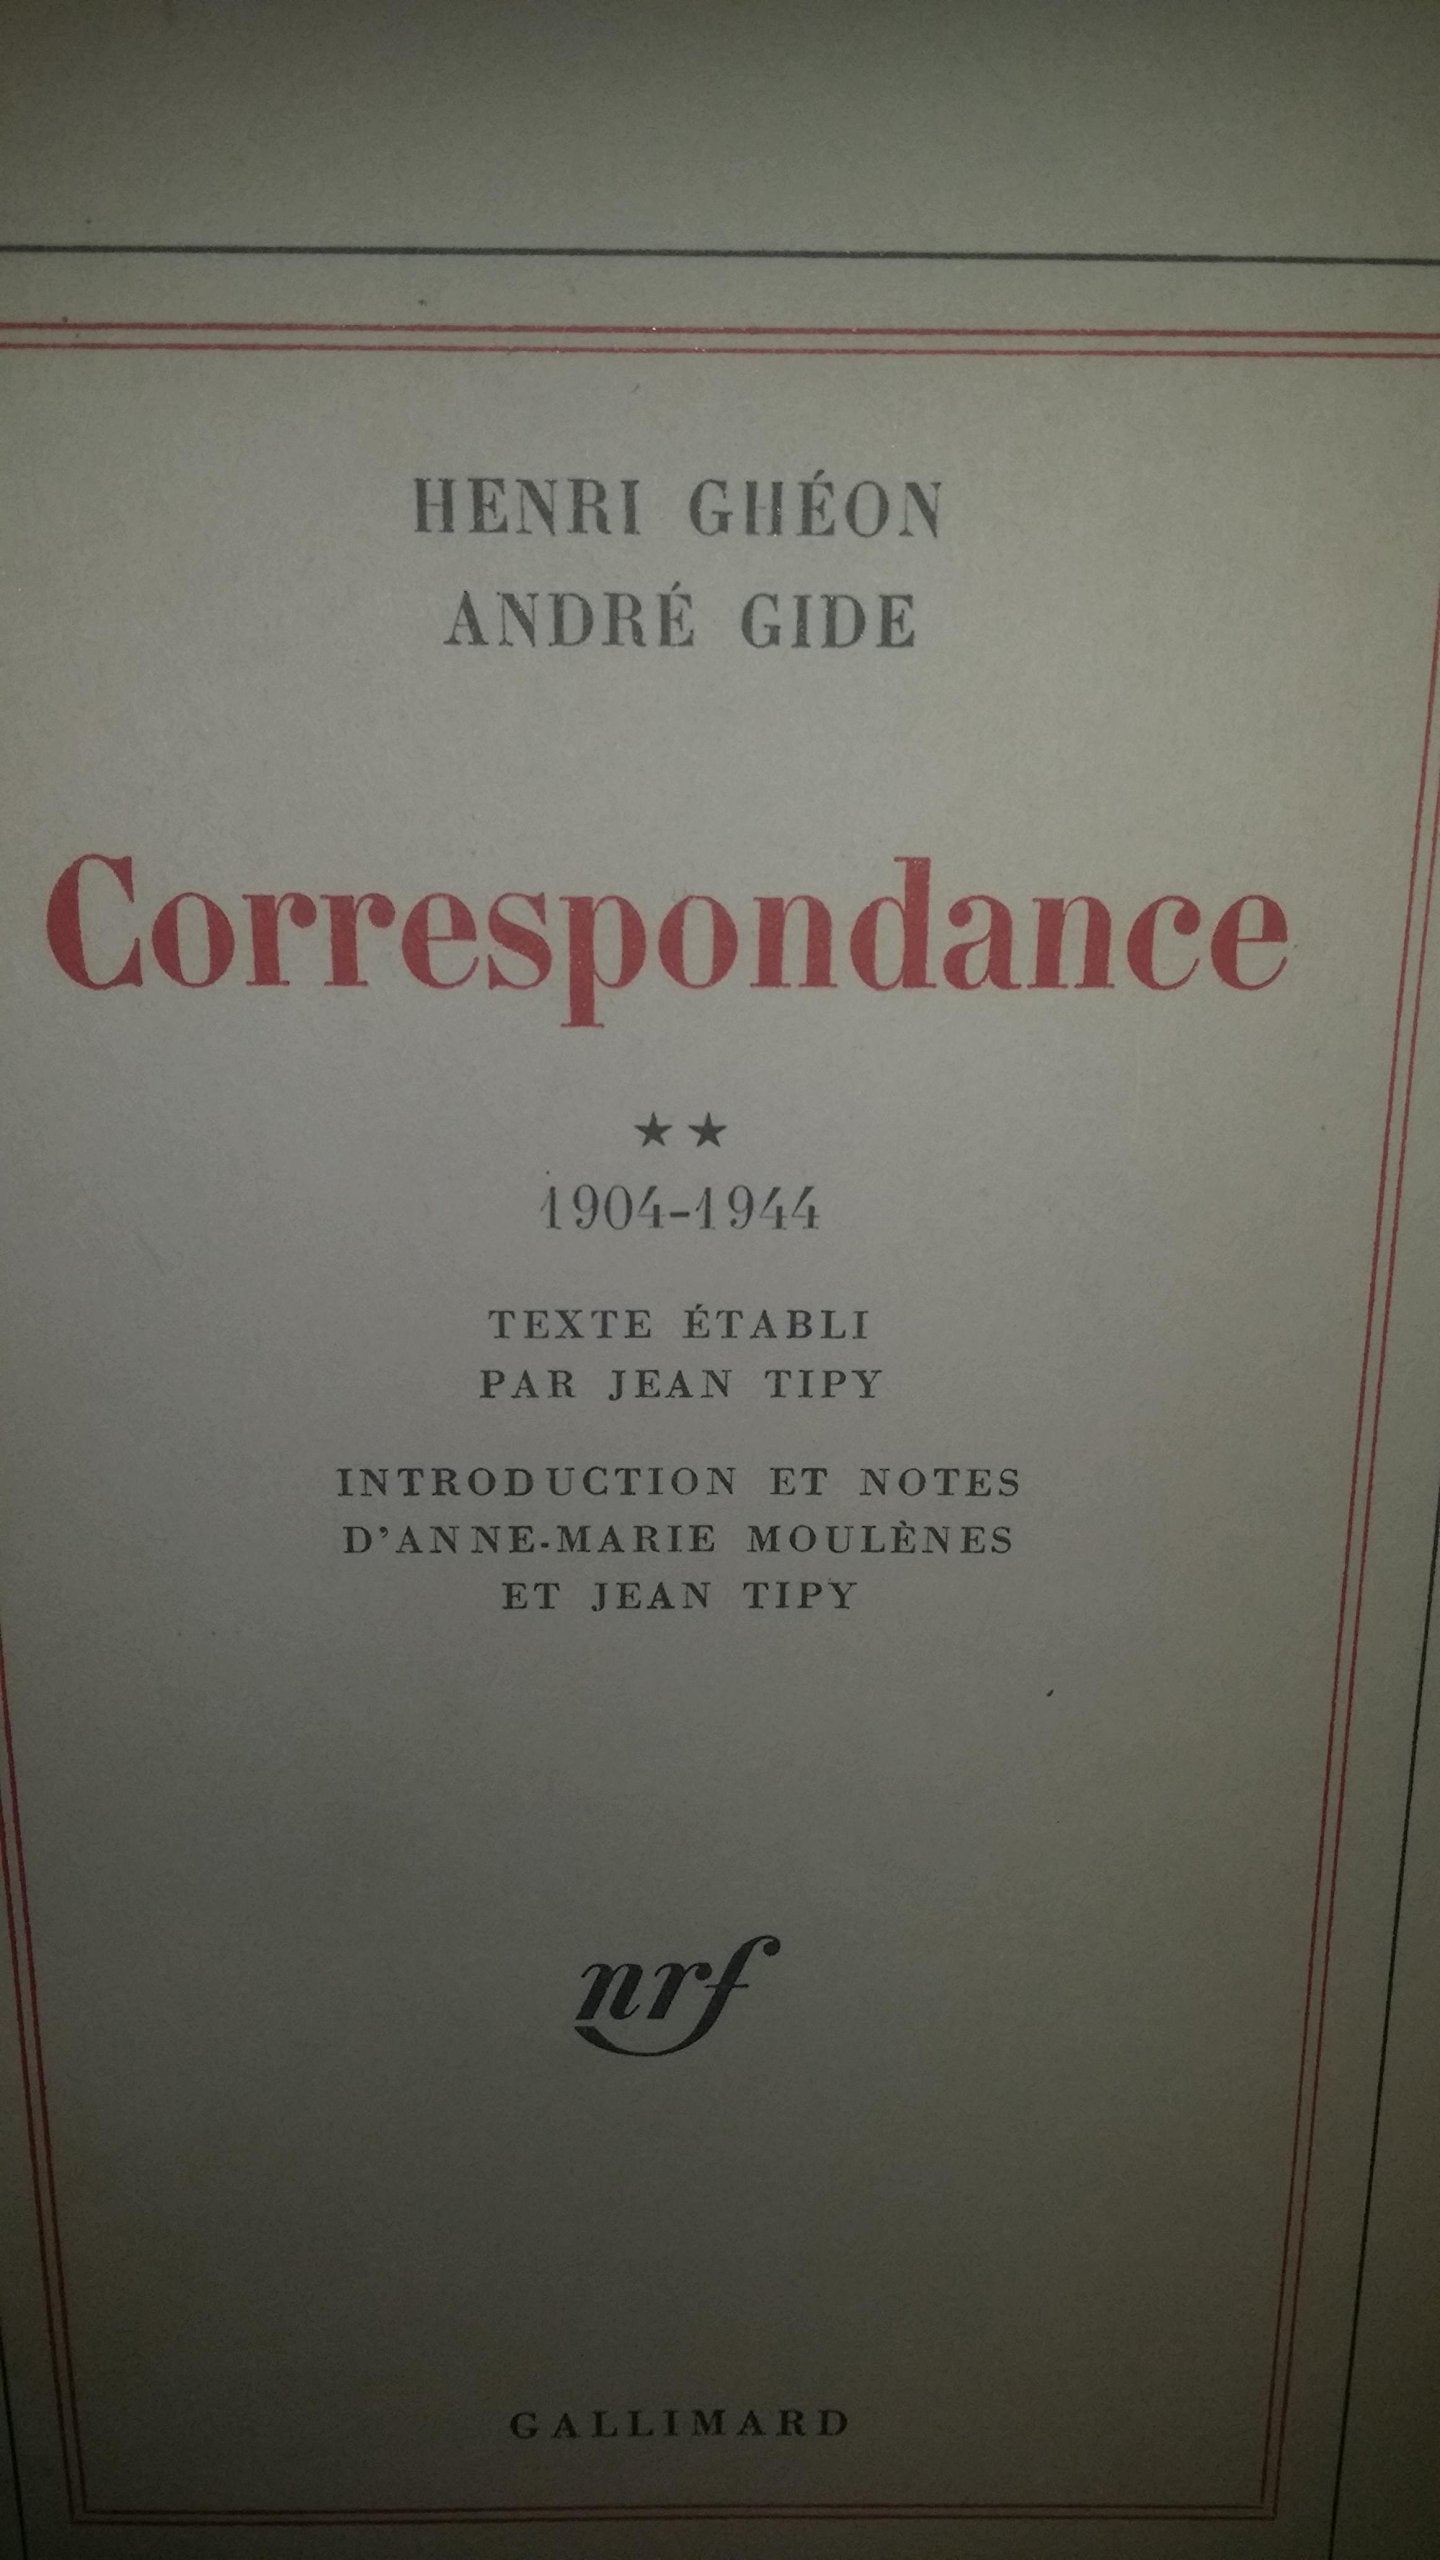 HENRI GHÉON
ANDRÉ GIDE
Correspondance
★★
1904-1944
TEXTE ÉTABLI
PAR JEAN TIPY
INTRODUCTION ET NOTES
D'ANNE-MARIE MOULÈNES
ET JEAN TIPY
nrf
GALLIMARD